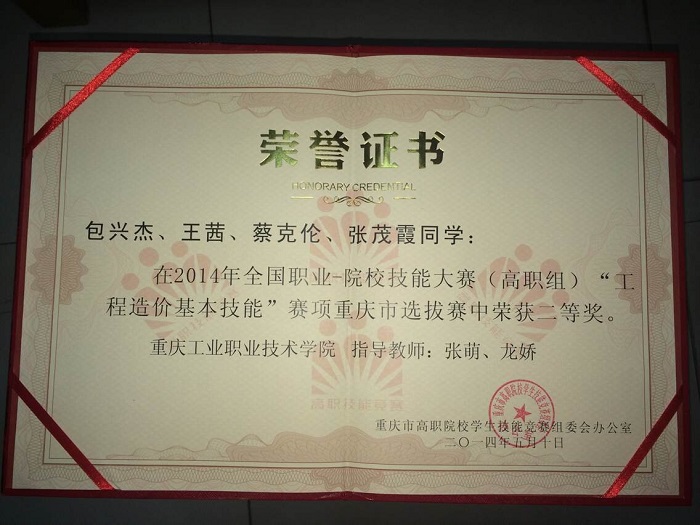 荣誉证书
HONORARY CREDENTIAL
包兴杰、王茜、蔡克伦、张茂霞同学：
在2014年全国职业-院校技能大赛（高职组）“工
程造价基本技能”赛项重庆市选拔赛中荣获二等奖。
重庆工业职业技术学院 指导教师：张萌、龙娇
重庆市高职院校学生技能竞赛组委会办公室
二〇一四年五月十日